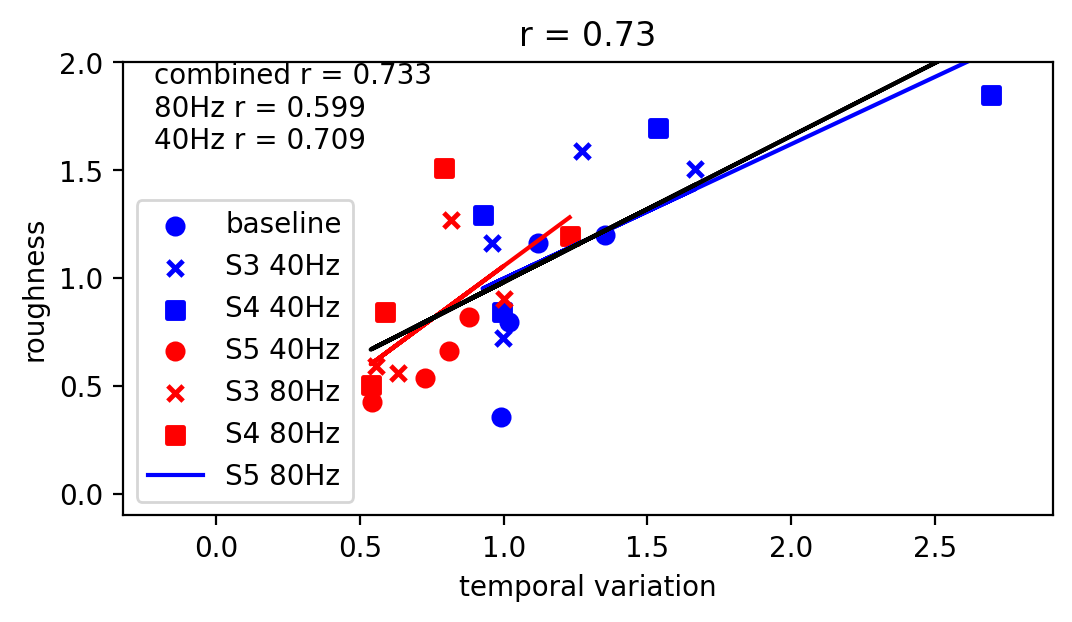 r = 0.73
combined r = 0.733
80Hz r = 0.599
40Hz r = 0.709
baseline
S3 40Hz
S4 40Hz
S5 40Hz
S3 80Hz
S4 80Hz
S5 80Hz
roughness
2.0
1.5
1.0
0.5
0.0
0.0 0.5 1.0 1.5 2.0 2.5
temporal variation